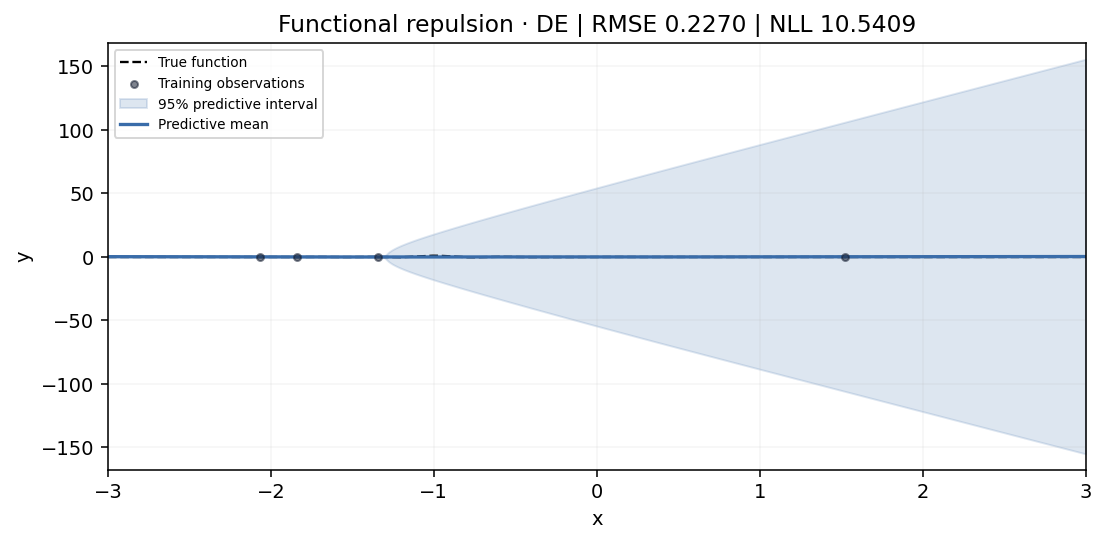 Functional repulsion · DE | RMSE 0.2270 | NLL 10.5409
True function
Training observations
95% predictive interval
Predictive mean
y
150
100
50
0
−50
−100
−150
−3
−2
−1
0
1
2
3
x